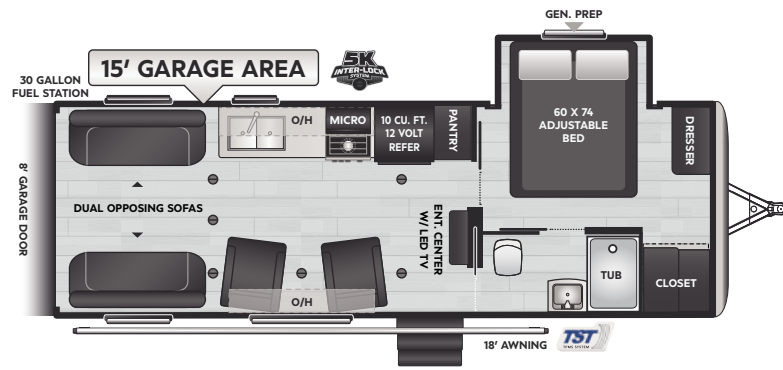 GEN. PREP
15' GARAGE AREA
5K
INTER-LOCK
SYSTEM
30 GALLON
FUEL STATION
O/H
MICRO
10 CU. FT.
12 VOLT
REFER
PANTRY
60 X 74
ADJUSTABLE
BED
DRESSER
8' GARAGE DOOR
DUAL OPPOSING SOFAS
ENT. CENTER
W/ LED TV
TUB
CLOSET
O/H
18' AWNING
TST
TPMS SYSTEM